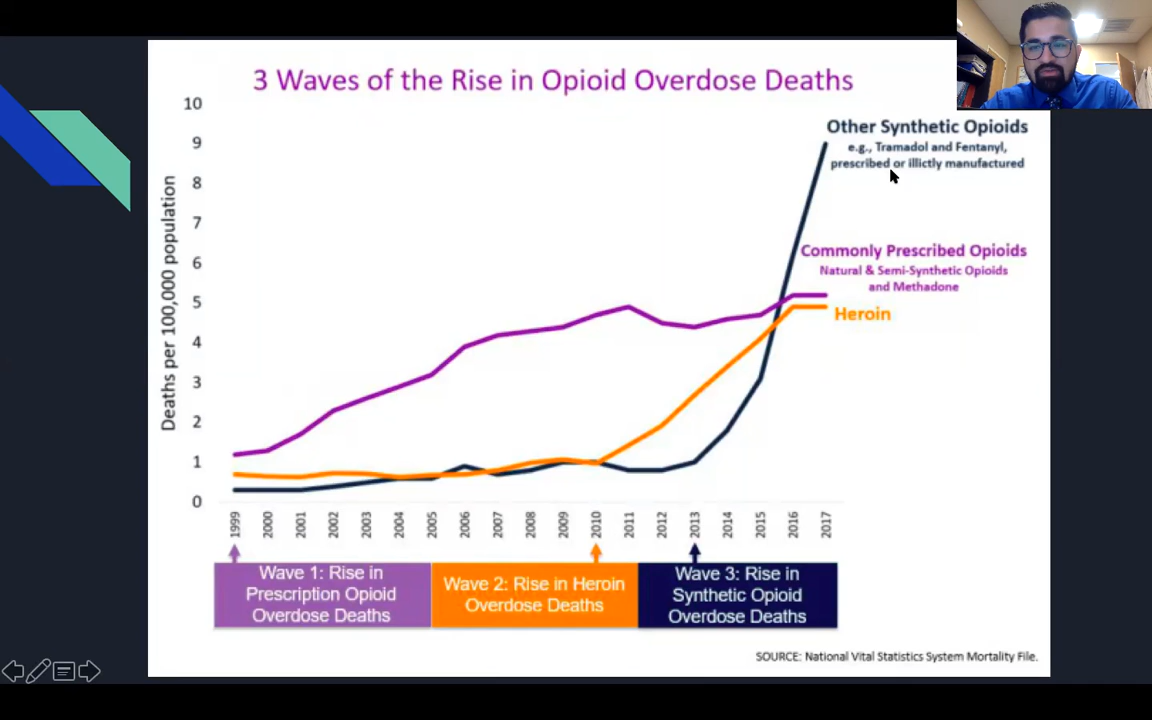 3 Waves of the Rise in Opioid Overdose Deaths
10
9
8
7
6
5
4
3
2
1
0
Deaths per 100,000 population
Other Synthetic Opioids
e.g., Tramadol and Fentanyl,
prescribed or illictly manufactured
Commonly Prescribed Opioids
Natural & Semi-Synthetic Opioids
and Methadone
Heroin
1999
2000
2001
2002
2003
2004
2005
2006
2007
2008
2009
2010
2011
2012
2013
2014
2015
2016
2017
Wave 1: Rise in
Prescription Opioid
Overdose Deaths
Wave 2: Rise in Heroin
Overdose Deaths
Wave 3: Rise in
Synthetic Opioid
Overdose Deaths
SOURCE: National Vital Statistics System Mortality File.